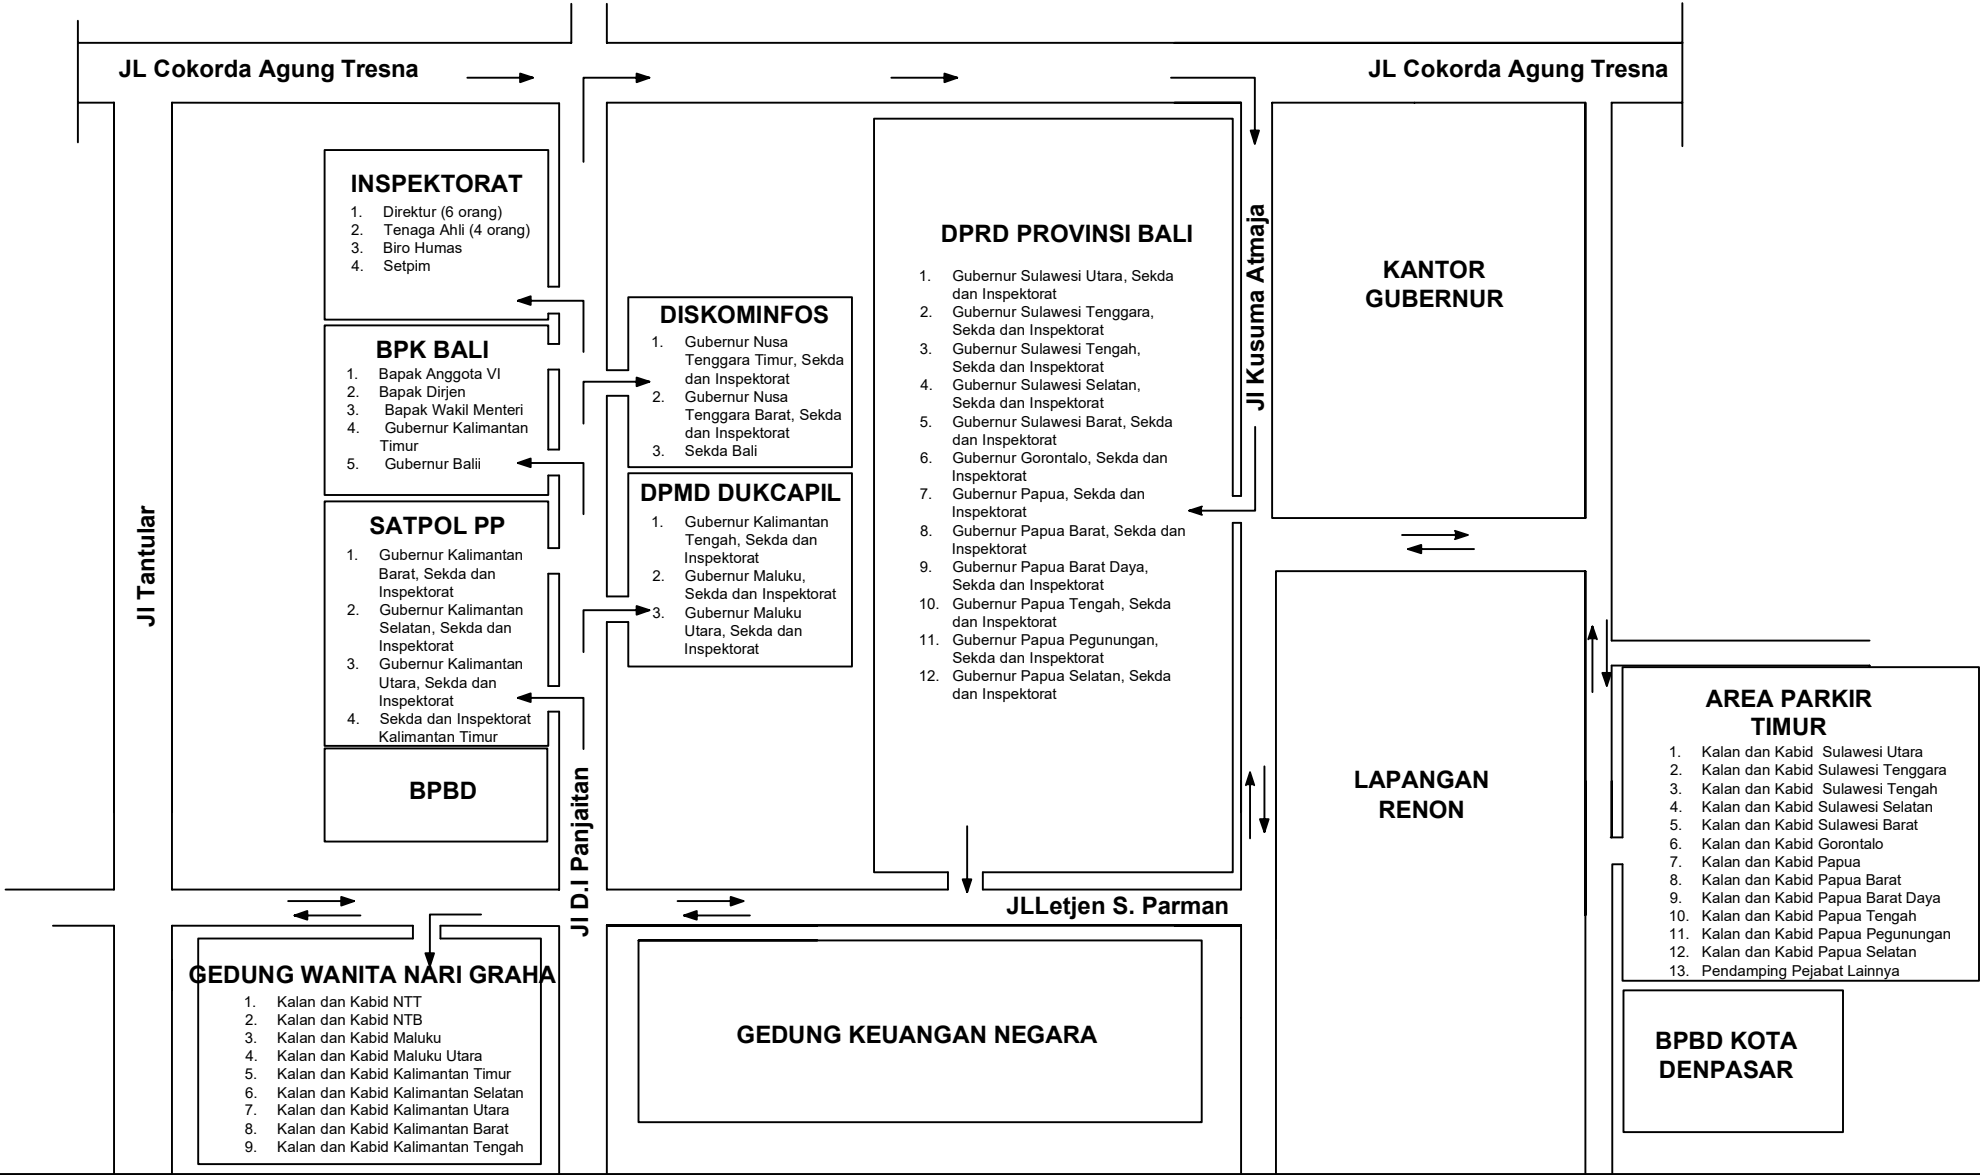 JL Cokorda Agung Tresna
JL Cokorda Agung Tresna
INSPEKTORAT
1. Direktur (6 orang)
2. Tenaga Ahli (4 orang)
3. Biro Humas
4. Setpim
BPK BALI
1. Bapak Anggota VI
2. Bapak Dirjen
3. Bapak Wakil Menteri
4. Gubernur Kalimantan
Timur
5. Gubernur Balii
SATPOL PP
1. Gubernur Kalimantan
Barat, Sekda dan
Inspektorat
2. Gubernur Kalimantan
Selatan, Sekda dan
Inspektorat
3. Gubernur Kalimantan
Utara, Sekda dan
Inspektorat
4. Sekda dan Inspektorat
Kalimantan Timur
BPBD
Jl Tantular
Jl D.I Panjaitan
DISKOMINFOS
1. Gubernur Nusa
Tenggara Timur, Sekda
dan Inspektorat
2. Gubernur Nusa
Tenggara Barat, Sekda
dan Inspektorat
3. Sekda Bali
DPMD DUKCAPIL
1. Gubernur Kalimantan
Tengah, Sekda dan
Inspektorat
2. Gubernur Maluku,
Sekda dan Inspektorat
3. Gubernur Maluku
Utara, Sekda dan
Inspektorat
DPRD PROVINSI BALI
1. Gubernur Sulawesi Utara, Sekda
dan Inspektorat
2. Gubernur Sulawesi Tenggara,
Sekda dan Inspektorat
3. Gubernur Sulawesi Tengah,
Sekda dan Inspektorat
4. Gubernur Sulawesi Selatan,
Sekda dan Inspektorat
5. Gubernur Sulawesi Barat, Sekda
dan Inspektorat
6. Gubernur Gorontalo, Sekda dan
Inspektorat
7. Gubernur Papua, Sekda dan
Inspektorat
8. Gubernur Papua Barat, Sekda dan
Inspektorat
9. Gubernur Papua Barat Daya,
Sekda dan Inspektorat
10. Gubernur Papua Tengah, Sekda
dan Inspektorat
11. Gubernur Papua Pegunungan,
Sekda dan Inspektorat
12. Gubernur Papua Selatan, Sekda
dan Inspektorat
Jl Kusuma Atmaja
KANTOR
GUBERNUR
LAPANGAN
RENON
AREA PARKIR
TIMUR
1. Kalan dan Kabid Sulawesi Utara
2. Kalan dan Kabid Sulawesi Tenggara
3. Kalan dan Kabid Sulawesi Tengah
4. Kalan dan Kabid Sulawesi Selatan
5. Kalan dan Kabid Sulawesi Barat
6. Kalan dan Kabid Gorontalo
7. Kalan dan Kabid Papua
8. Kalan dan Kabid Papua Barat
9. Kalan dan Kabid Papua Barat Daya
10. Kalan dan Kabid Papua Tengah
11. Kalan dan Kabid Papua Pegunungan
12. Kalan dan Kabid Papua Selatan
13. Pendamping Pejabat Lainnya
JLLetjen S. Parman
GEDUNG WANITA NARI GRAHA
1. Kalan dan Kabid NTT
2. Kalan dan Kabid NTB
3. Kalan dan Kabid Maluku
4. Kalan dan Kabid Maluku Utara
5. Kalan dan Kabid Kalimantan Timur
6. Kalan dan Kabid Kalimantan Selatan
7. Kalan dan Kabid Kalimantan Utara
8. Kalan dan Kabid Kalimantan Barat
9. Kalan dan Kabid Kalimantan Tengah
GEDUNG KEUANGAN NEGARA
BPBD KOTA
DENPASAR